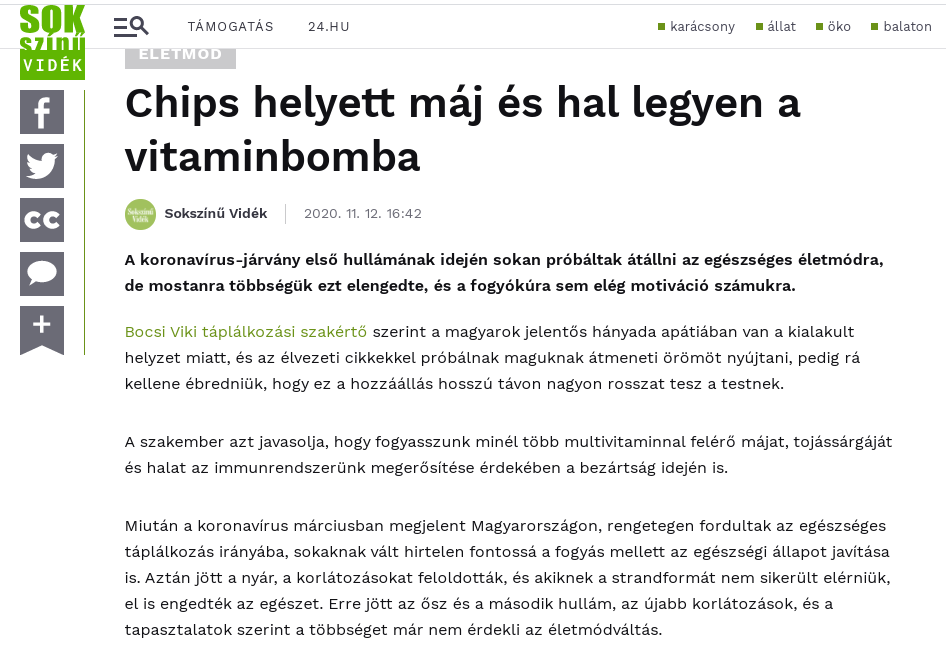 SOK
SZÍNŰ
VIDÉK
TÁMOGATÁS
24.HU
karácsony
állat
öko
balaton
ÉLETMÓD
Chips helyett máj és hal legyen a
vitaminbomba
Sokszínű
Vidék
Sokszínű Vidék
2020. 11. 12. 16:42
A koronavírus-járvány első hullámának idején sokan próbáltak átállni az egészséges életmódra,
de mostanra többségük ezt elengedte, és a fogyókúra sem elég motiváció számukra.
Bocsi Viki táplálkozási szakértő szerint a magyarok jelentős hányada apátiában van a kialakult
helyzet miatt, és az élvezeti cikkekkel próbálnak maguknak átmeneti örömöt nyújtani, pedig rá
kellene ébredniük, hogy ez a hozzáállás hosszú távon nagyon rosszat tesz a testnek.
A szakember azt javasolja, hogy fogyasszunk minél több multivitaminnal felérő májat, tojássárgáját
és halat az immunrendszerünk megerősítése érdekében a bezártság idején is.
Miután a koronavírus márciusban megjelent Magyarországon, rengetegen fordultak az egészséges
táplálkozás irányába, sokaknak vált hirtelen fontossá a fogyás mellett az egészségi állapot javítása
is. Aztán jött a nyár, a korlátozásokat feloldották, és akiknek a strandformát nem sikerült elérniük,
el is engedték az egészet. Erre jött az ősz és a második hullám, az újabb korlátozások, és a
tapasztalatok szerint a többséget már nem érdekli az életmódváltás.